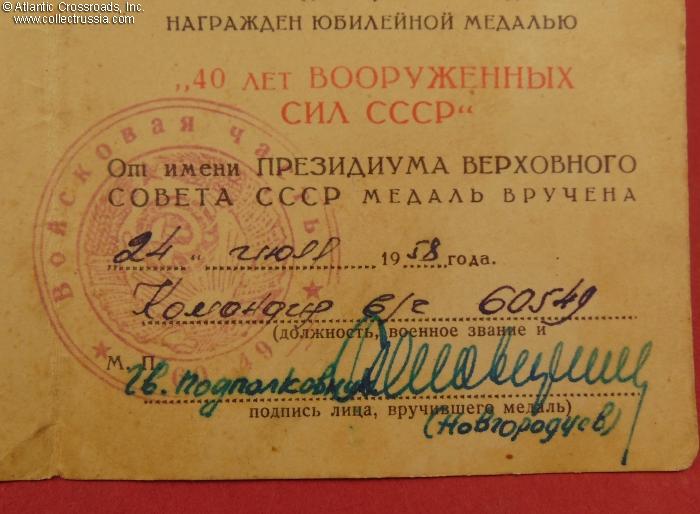 © Atlantic Crossroads, Inc.
www.collectrussia.com
НАГРАЖДЕН ЮБИЛЕЙНОЙ МЕДАЛЬЮ
„40 ЛЕТ ВООРУЖЕННЫХ
СИЛ СССР“
Войсковая часть
От имени ПРЕЗИДИУМА ВЕРХОВНОГО
СОВЕТА СССР МЕДАЛЬ ВРУЧЕНА
24 " июля 1958 года.
Командир в/ч 60549
(должность, военное звание и
М. П.
Гв. Подполковник
подпись лица, вручившего медаль)
(Новгородцев)